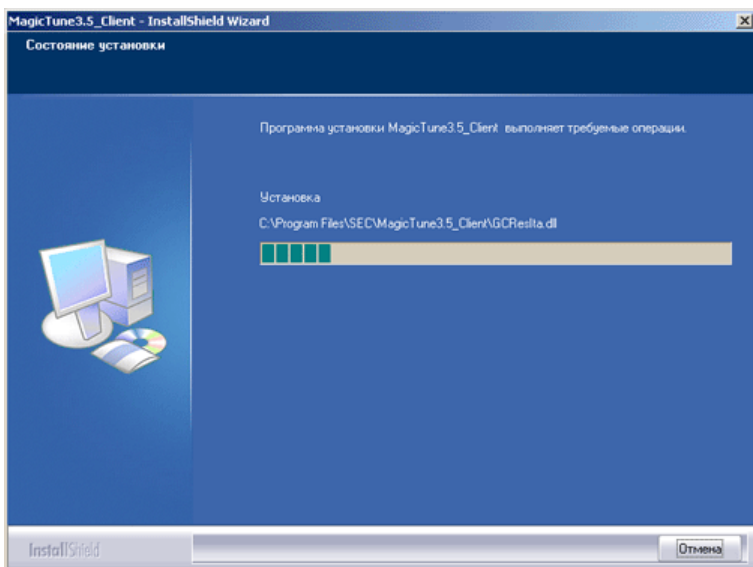 MagicTune3.5_Client - InstallShield Wizard
Состояние установки
Программа установки MagicTune3.5_Client выполняет требуемые операции.
Установка
C:\Program Files\SEC\MagicTune3.5_Client\GCResIta.dll
InstallShield
Отмена